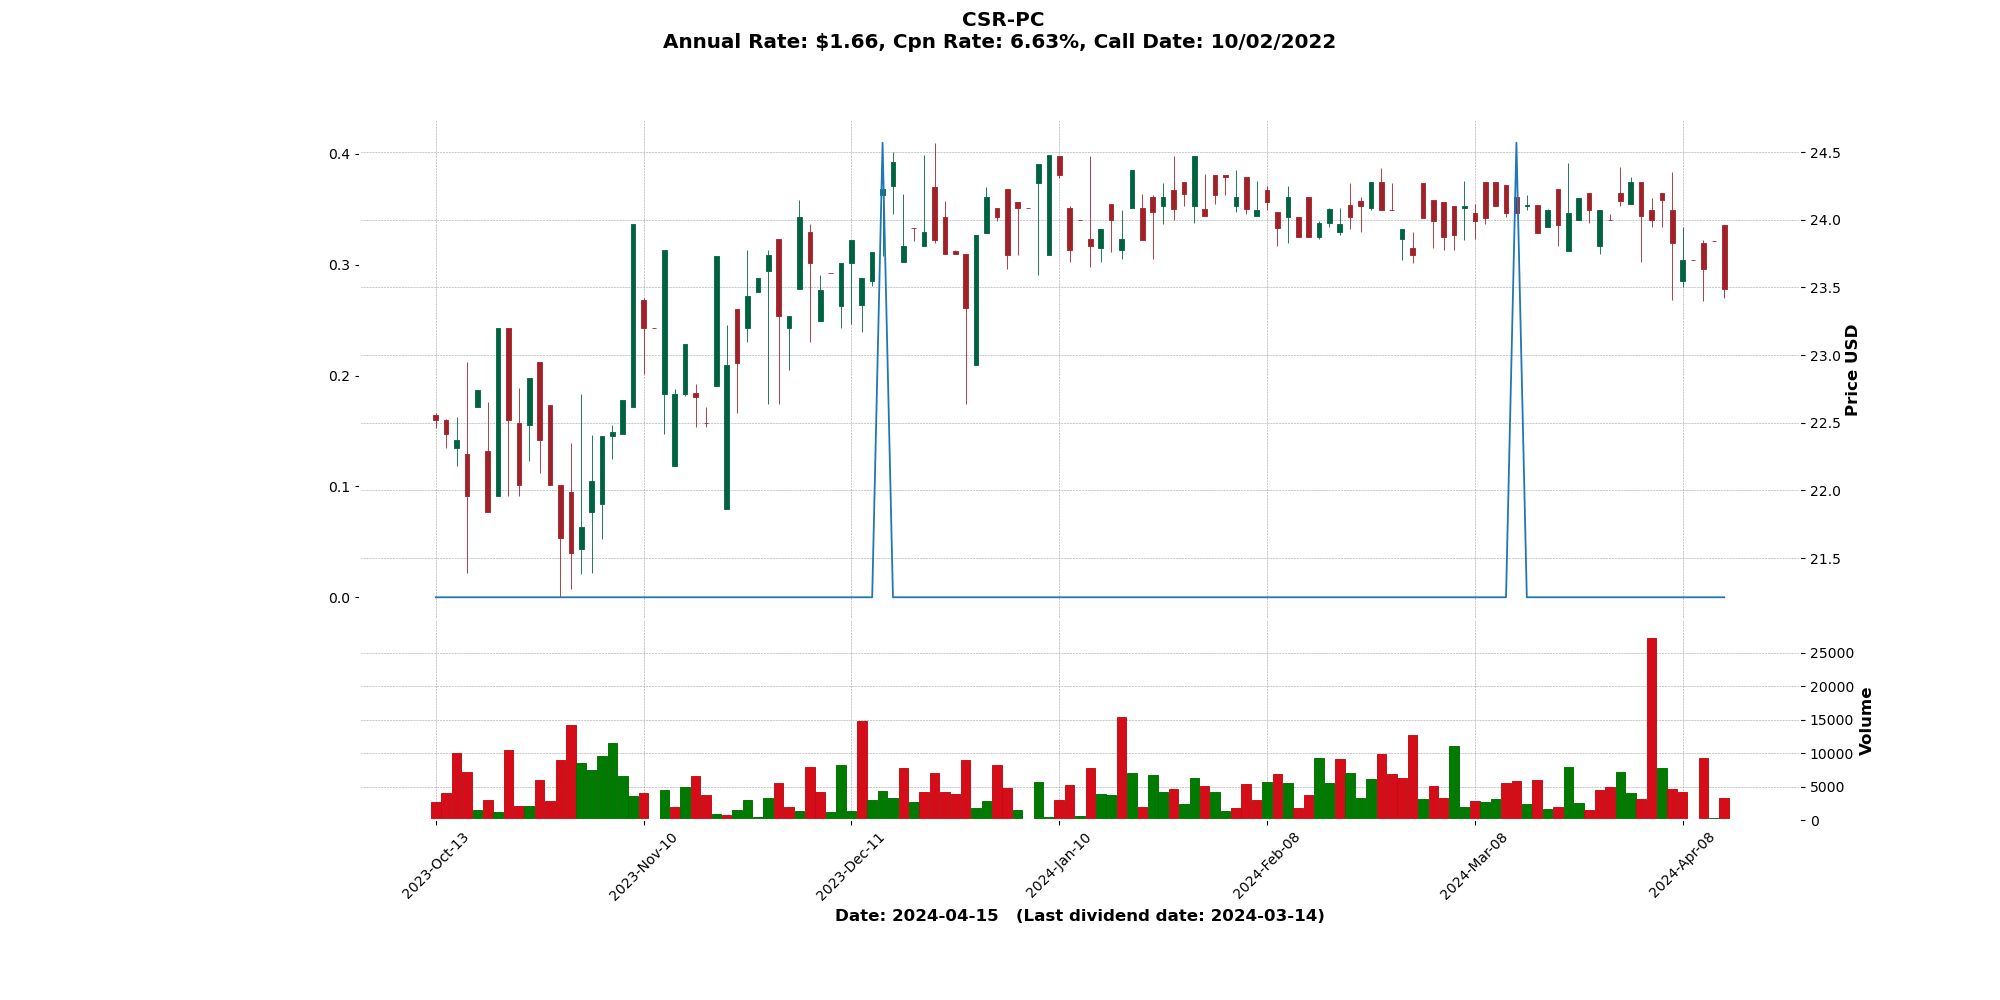 CSR-PC
Annual Rate: $1.66, Cpn Rate: 6.63%, Call Date: 10/02/2022
0.4
0.3
0.2
0.1
0.0
24.5
24.0
23.5
23.0
22.5
22.0
21.5
Price USD
25000
20000
15000
10000
5000
0
Volume
2023-Oct-13
2023-Nov-10
2023-Dec-11
2024-Jan-10
2024-Feb-08
2024-Mar-08
2024-Apr-08
Date: 2024-04-15 (Last dividend date: 2024-03-14)